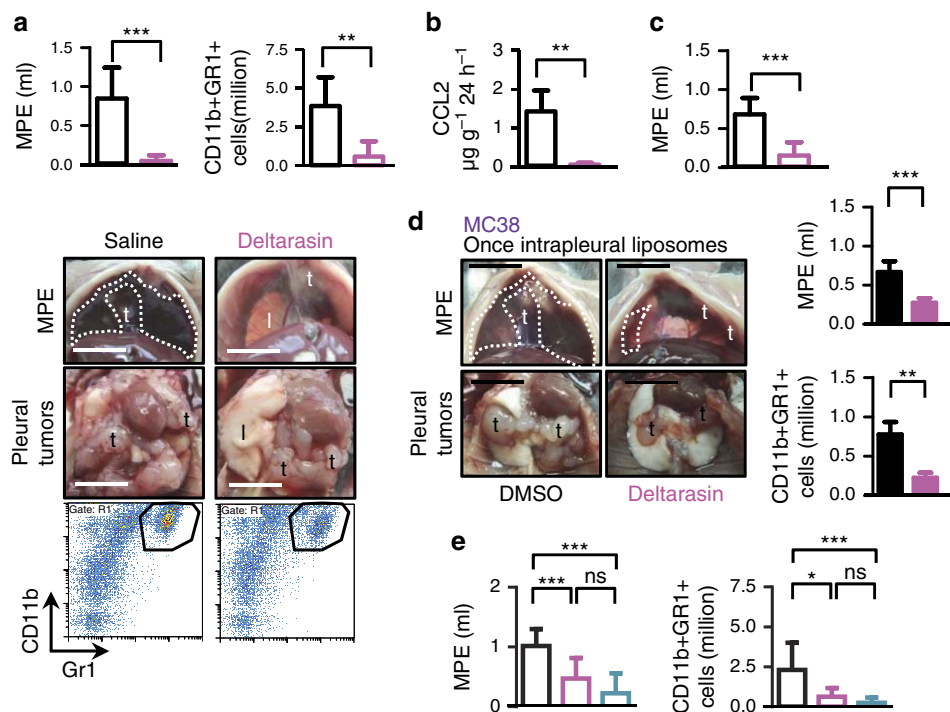 a
MPE (ml)
1.5
1.0
0.5
0.0
***
CD11b+GR1+
cells(million)
7.5
5.0
2.5
0.0
**
b
CCL2
µg g⁻¹ 24 h⁻¹
3
2
1
0
**
c
MPE (ml)
1.5
1.0
0.5
0.0
***
Saline
Deltarasin
MPE
t
t
l
Pleural
tumors
t
t
l
t
t
Gate: R1
Gate: R1
CD11b
Gr1
d
MC38
Once intrapleural liposomes
MPE
t
t
t
Pleural
tumors
t
t
t
t
DMSO
Deltarasin
MPE (ml)
1.5
1.0
0.5
0.0
***
CD11b+GR1+
cells (million)
1.5
1.0
0.5
0.0
**
e
MPE (ml)
2
1
0
***
***
ns
CD11b+GR1+
cells (million)
7.5
5.0
2.5
0.0
***
*
ns